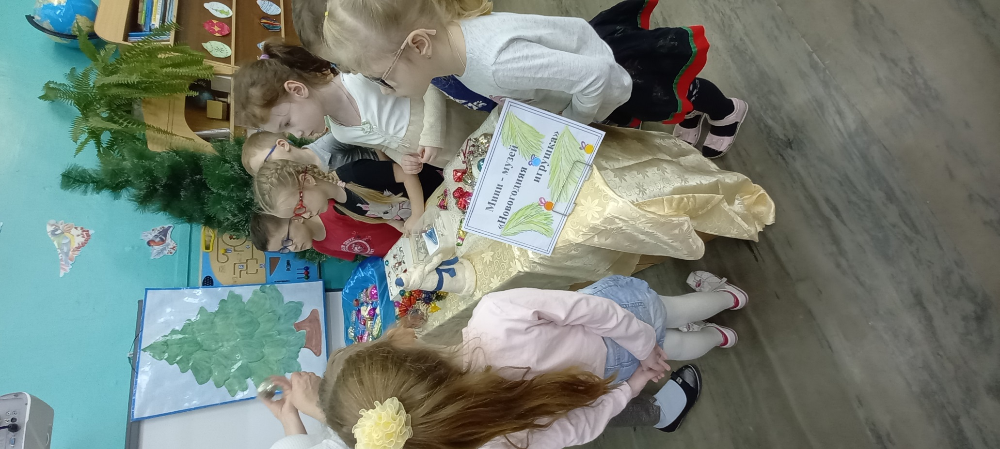 Мини - музей
«Новогодняя
игрушка»